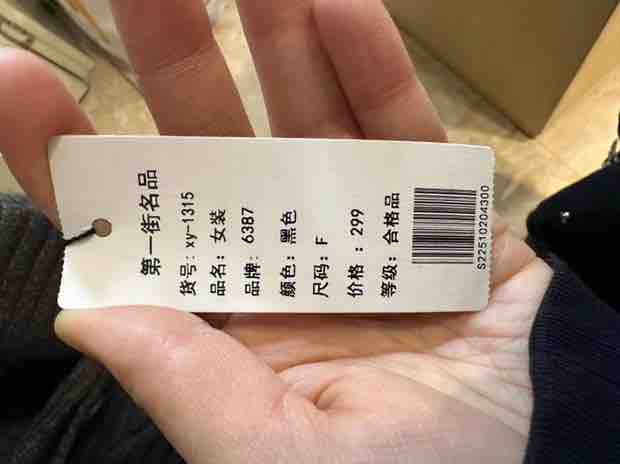 第一街名品
货号: xy-1315
品名: 女装
品牌: 6387
颜色: 黑色
尺码: F
价格 : 299
等级: 合格品
S22510204300